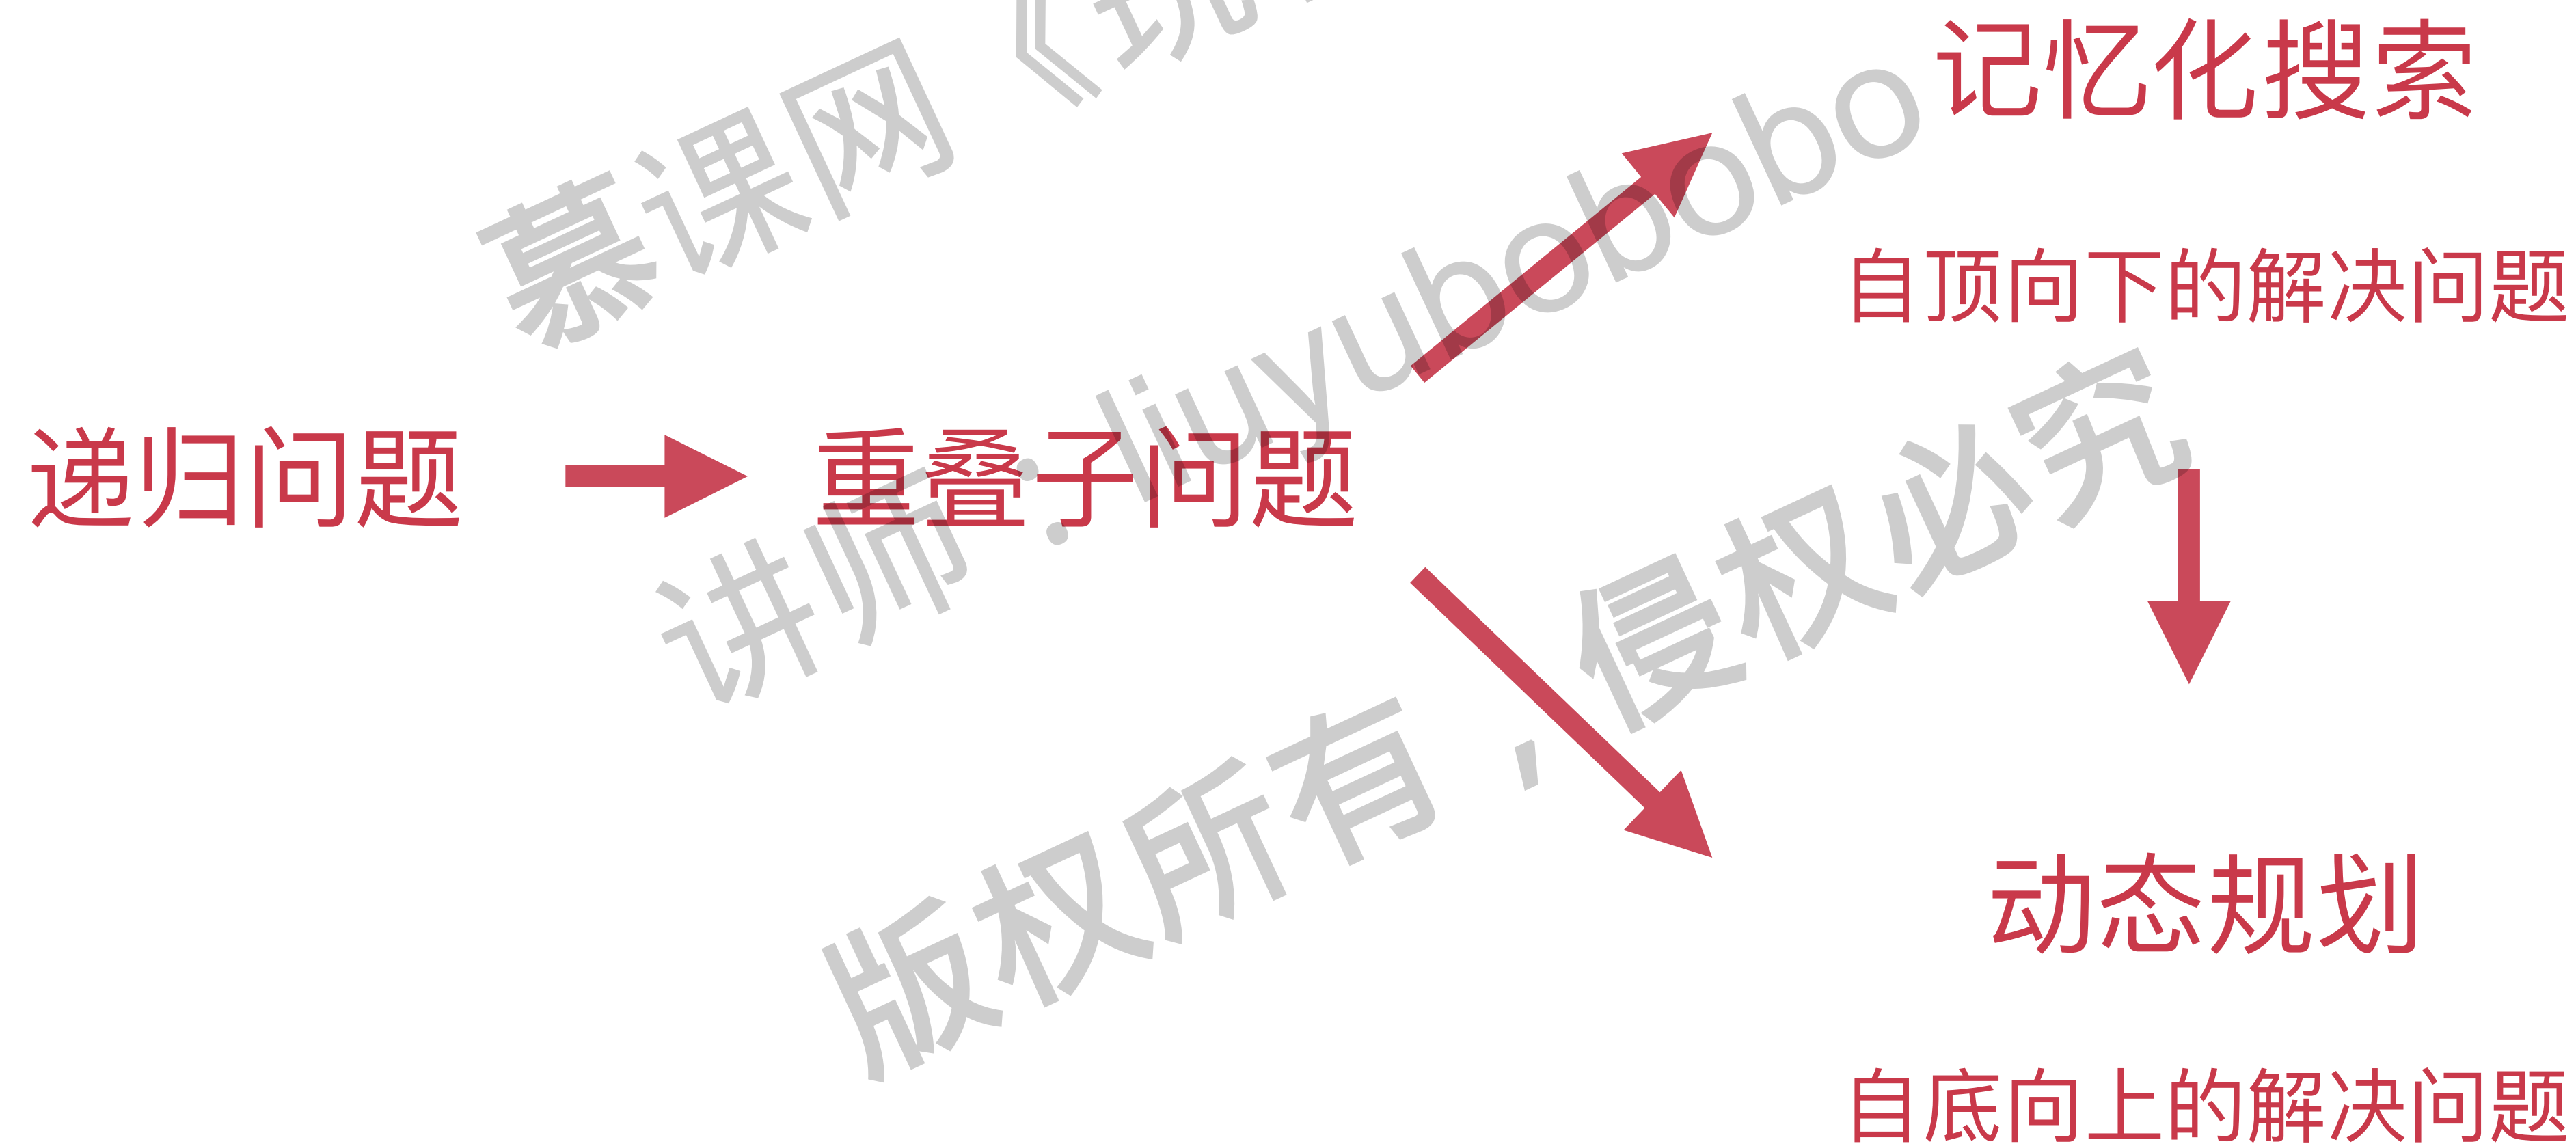 慕课网《玩
记忆化搜索
讲师：liuyubobobo
自顶向下的解决问题
递归问题
重叠子问题
版权所有，侵权必究
动态规划
自底向上的解决问题